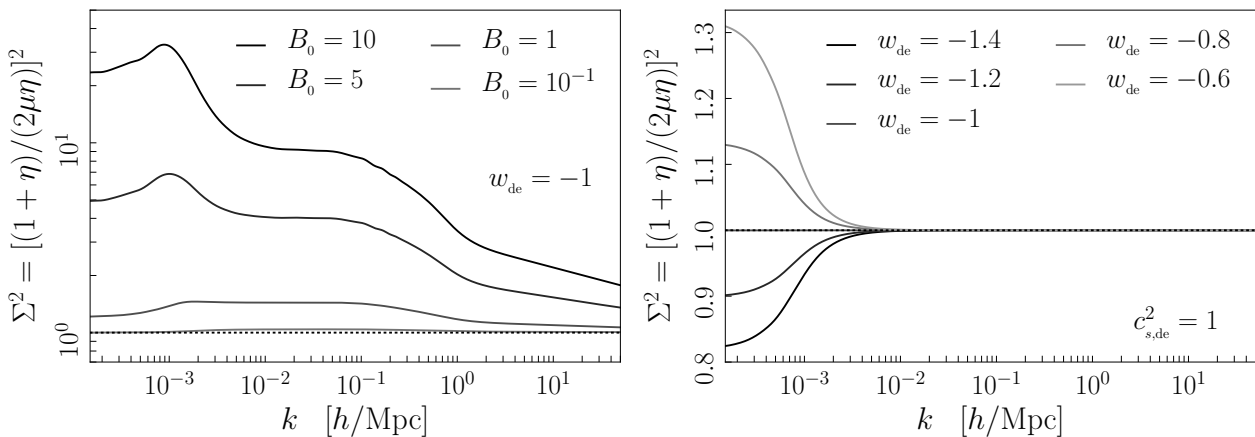 Σ² = [(1 + η)/(2μη)]²
10¹
10⁰
B₀ = 10
B₀ = 5
B₀ = 1
B₀ = 10⁻¹
w_de = −1
10⁻³ 10⁻² 10⁻¹ 10⁰ 10¹
k [h/Mpc]
Σ² = [(1 + η)/(2μη)]²
1.3
1.2
1.1
1.0
0.9
0.8
w_de = −1.4
w_de = −1.2
w_de = −1
w_de = −0.8
w_de = −0.6
c²_s,de = 1
10⁻³ 10⁻² 10⁻¹ 10⁰ 10¹
k [h/Mpc]